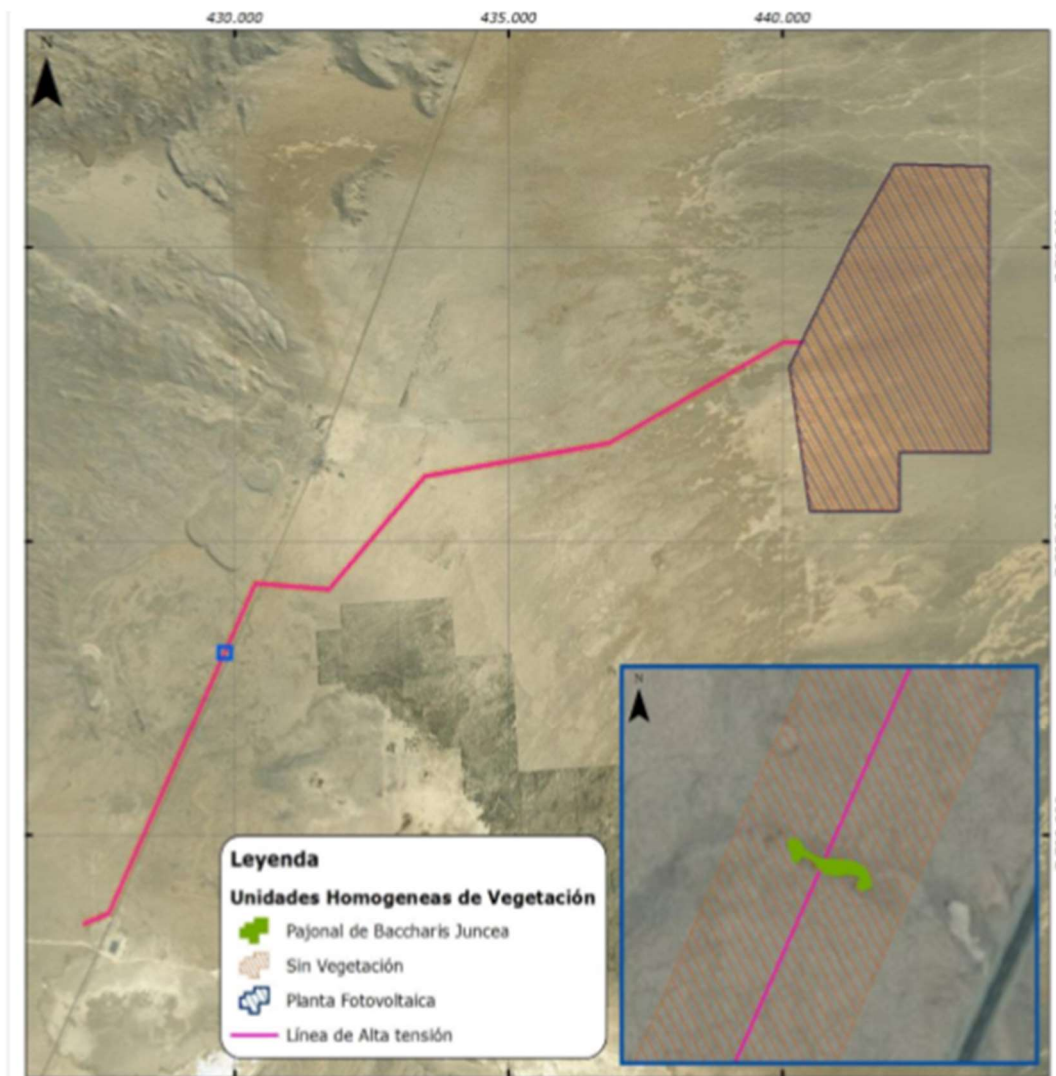 430.000 435.000 440.000
N
N
Leyenda
Unidades Homogeneas de Vegetación
Pajonal de Baccharis Juncea
Sin Vegetación
Planta Fotovoltaica
Línea de Alta tensión